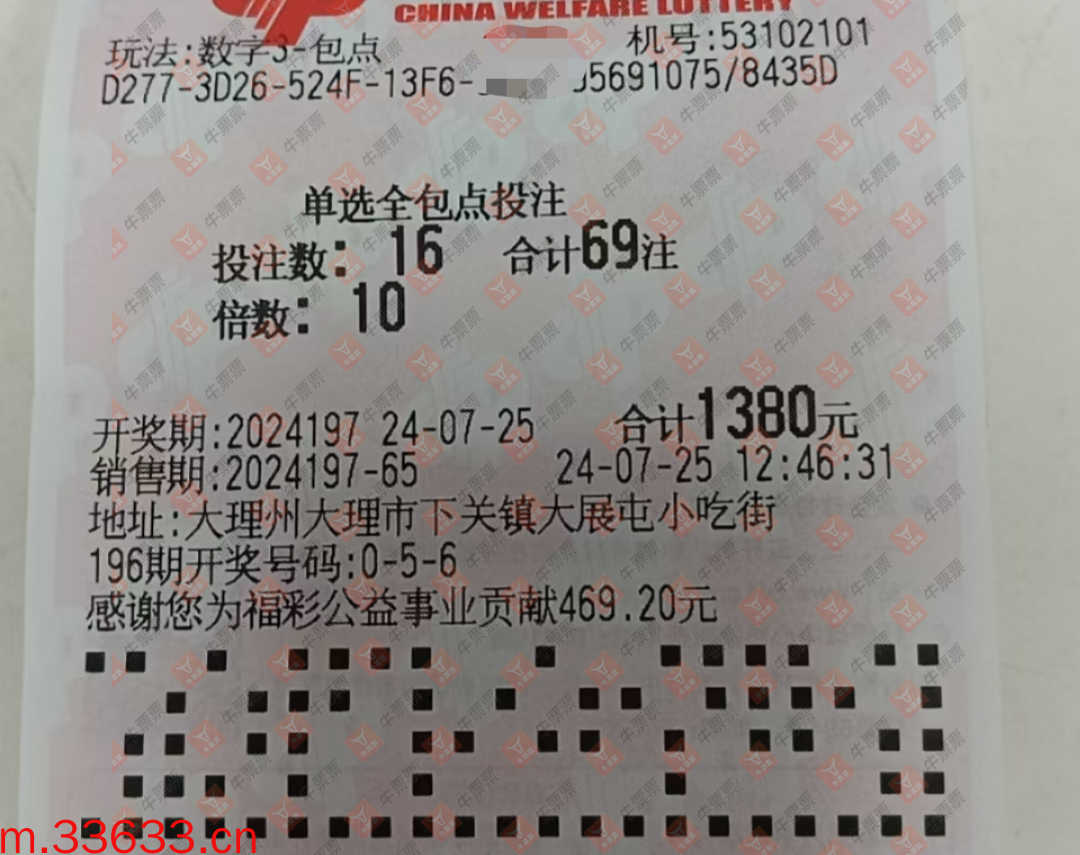 CHINA WELFARE LOTTERY
玩法:数字3-包点 机号:53102101
D277-3D26-524F-13F6- 5691075/8435D
单选全包点投注
投注数: 16 合计69注
倍数: 10
开奖期:2024197 24-07-25 合计1380元
销售期:2024197-65 24-07-25 12:46:31
地址:大理州大理市下关镇大展屯小吃街
196期开奖号码:0-5-6
感谢您为福彩公益事业贡献469.20元
m.33633.cn
牛票票